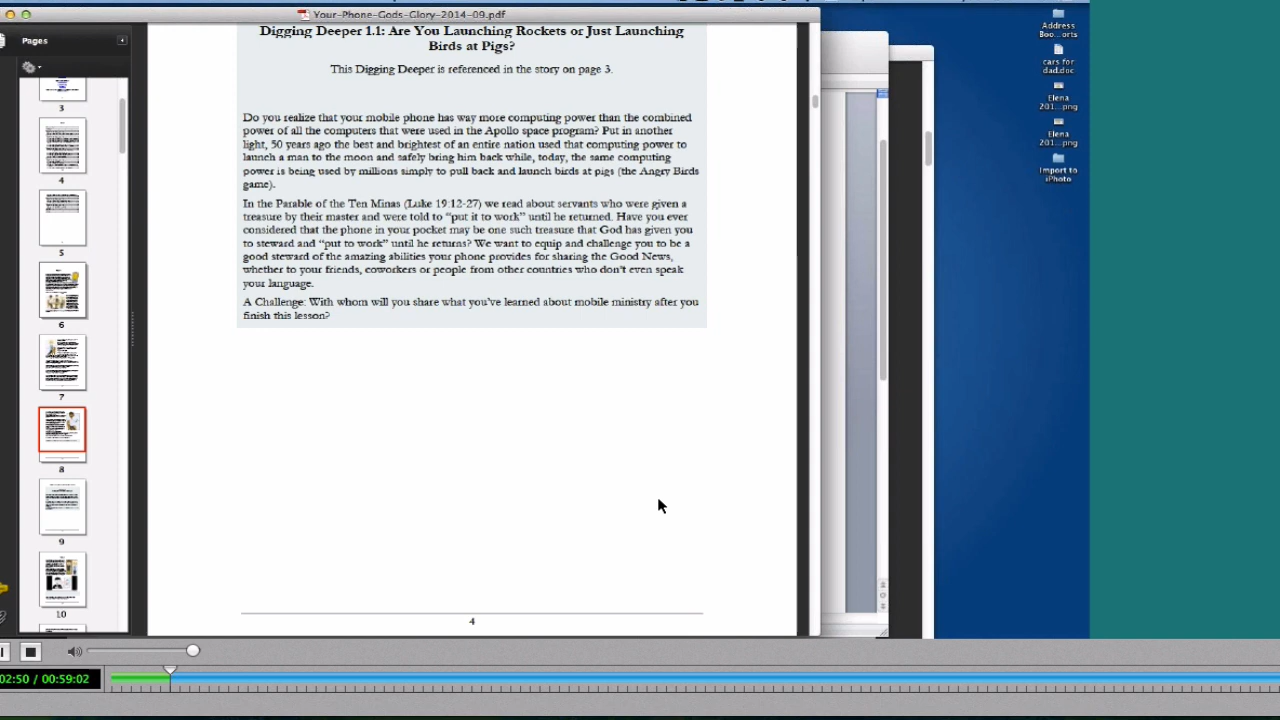 Your-Phone-Gods-Glory-2014-09.pdf
Pages
3
4
5
6
7
8
9
10
Digging Deeper 1.1: Are You Launching Rockets or Just Launching
Birds at Pigs?
This Digging Deeper is referenced in the story on page 3.
Do you realize that your mobile phone has way more computing power than the combined
power of all the computers that were used in the Apollo space program? Put in another
light, 50 years ago the best and brightest of an entire nation used that computing power to
launch a man to the moon and safely bring him back while, today, the same computing
power is being used by millions simply to pull back and launch birds at pigs (the Angry Birds
game).
In the Parable of the Ten Minas (Luke 19:12-27) we read about servants who were given a
treasure by their master and were told to “put it to work” until he returned. Have you ever
considered that the phone in your pocket may be one such treasure that God has given you
to steward and “put to work” until he returns? We want to equip and challenge you to be a
good steward of the amazing abilities your phone provides for sharing the Good News,
whether to your friends, coworkers or people from other countries who don’t even speak
your language.
A Challenge: With whom will you share what you’ve learned about mobile ministry after you
finish this lesson?
4
Address
Boo...orts
cars for
dad.doc
Elena
201...png
Elena
201...png
Import to
iPhoto
02:50 / 00:59:02